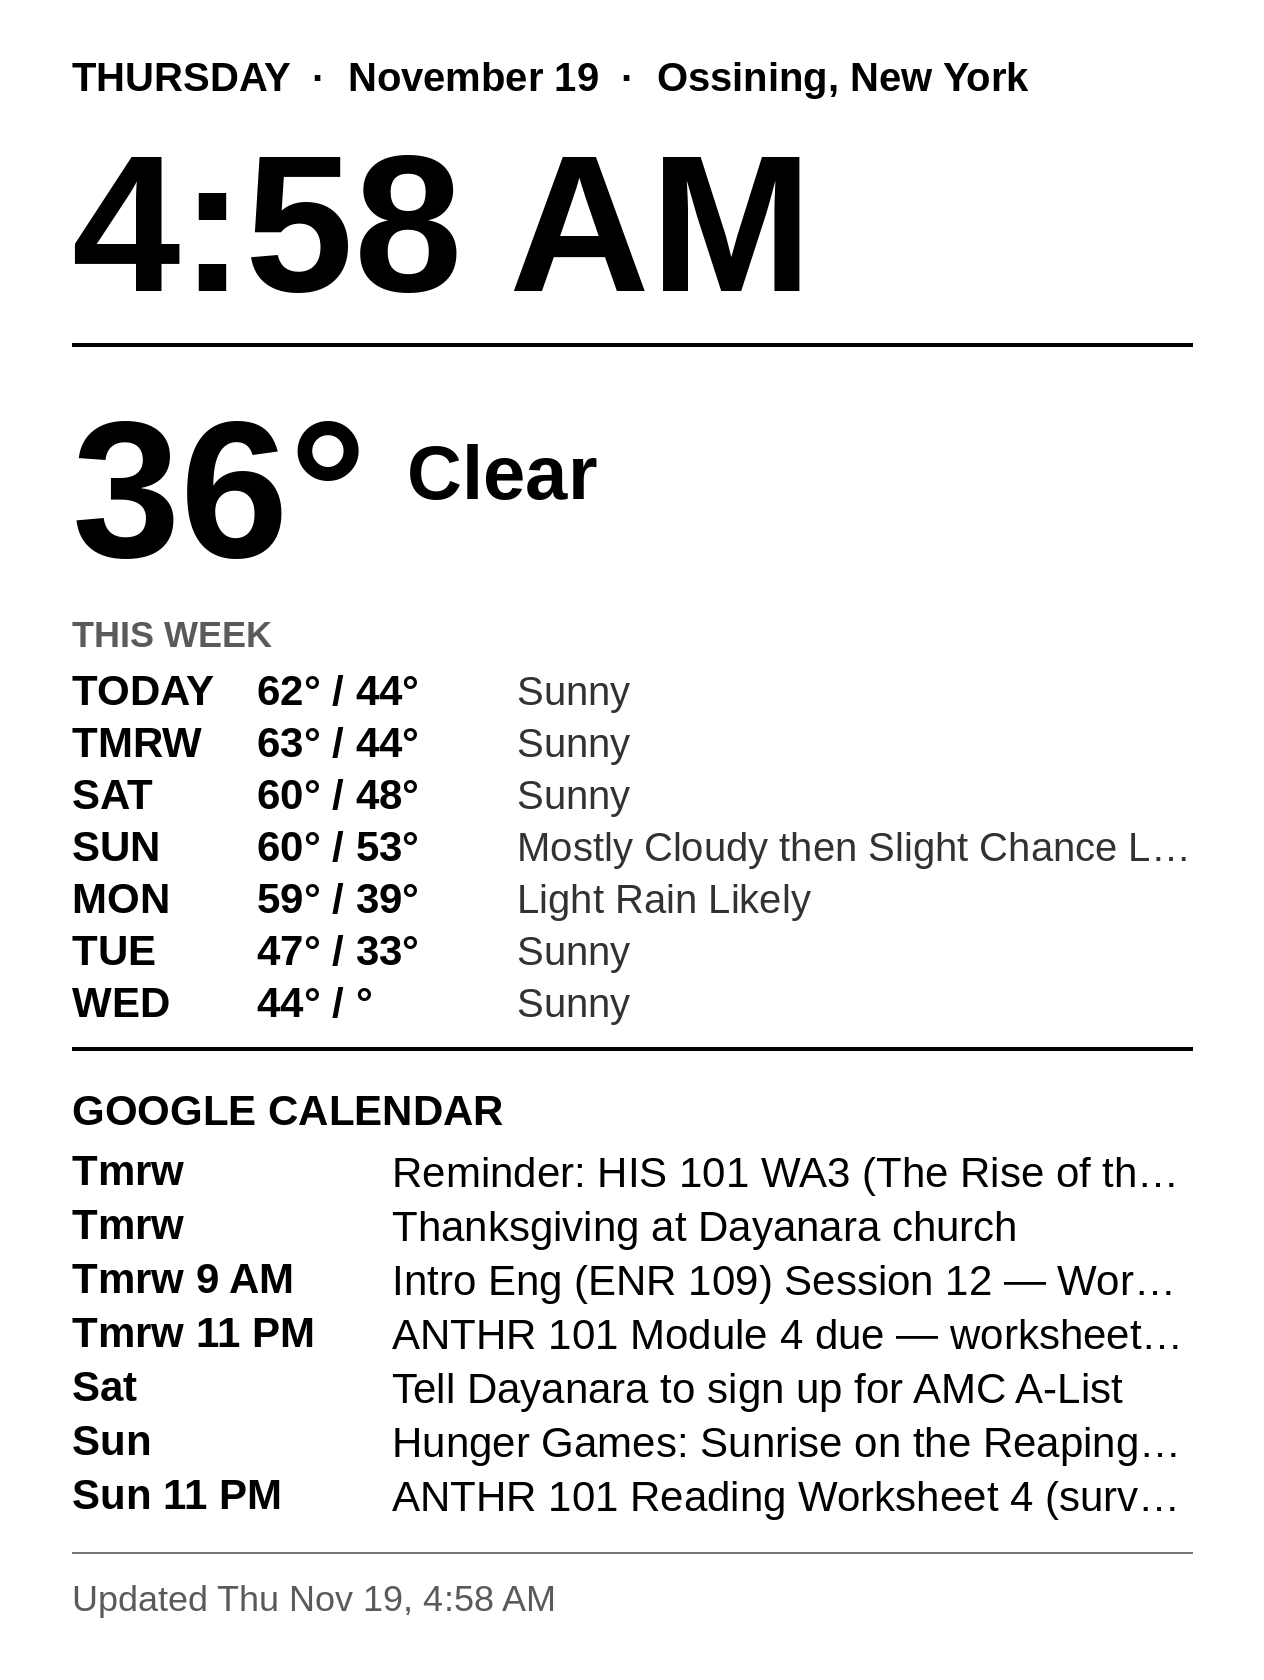 THURSDAY · November 19 · Ossining, New York
4:58 AM
36° Clear
THIS WEEK
TODAY 62° / 44° Sunny
TMRW 63° / 44° Sunny
SAT 60° / 48° Sunny
SUN 60° / 53° Mostly Cloudy then Slight Chance L…
MON 59° / 39° Light Rain Likely
TUE 47° / 33° Sunny
WED 44° / ° Sunny
GOOGLE CALENDAR
Tmrw Reminder: HIS 101 WA3 (The Rise of th…
Tmrw Thanksgiving at Dayanara church
Tmrw 9 AM Intro Eng (ENR 109) Session 12 — Wor…
Tmrw 11 PM ANTHR 101 Module 4 due — worksheet…
Sat Tell Dayanara to sign up for AMC A-List
Sun Hunger Games: Sunrise on the Reaping…
Sun 11 PM ANTHR 101 Reading Worksheet 4 (surv…
Updated Thu Nov 19, 4:58 AM